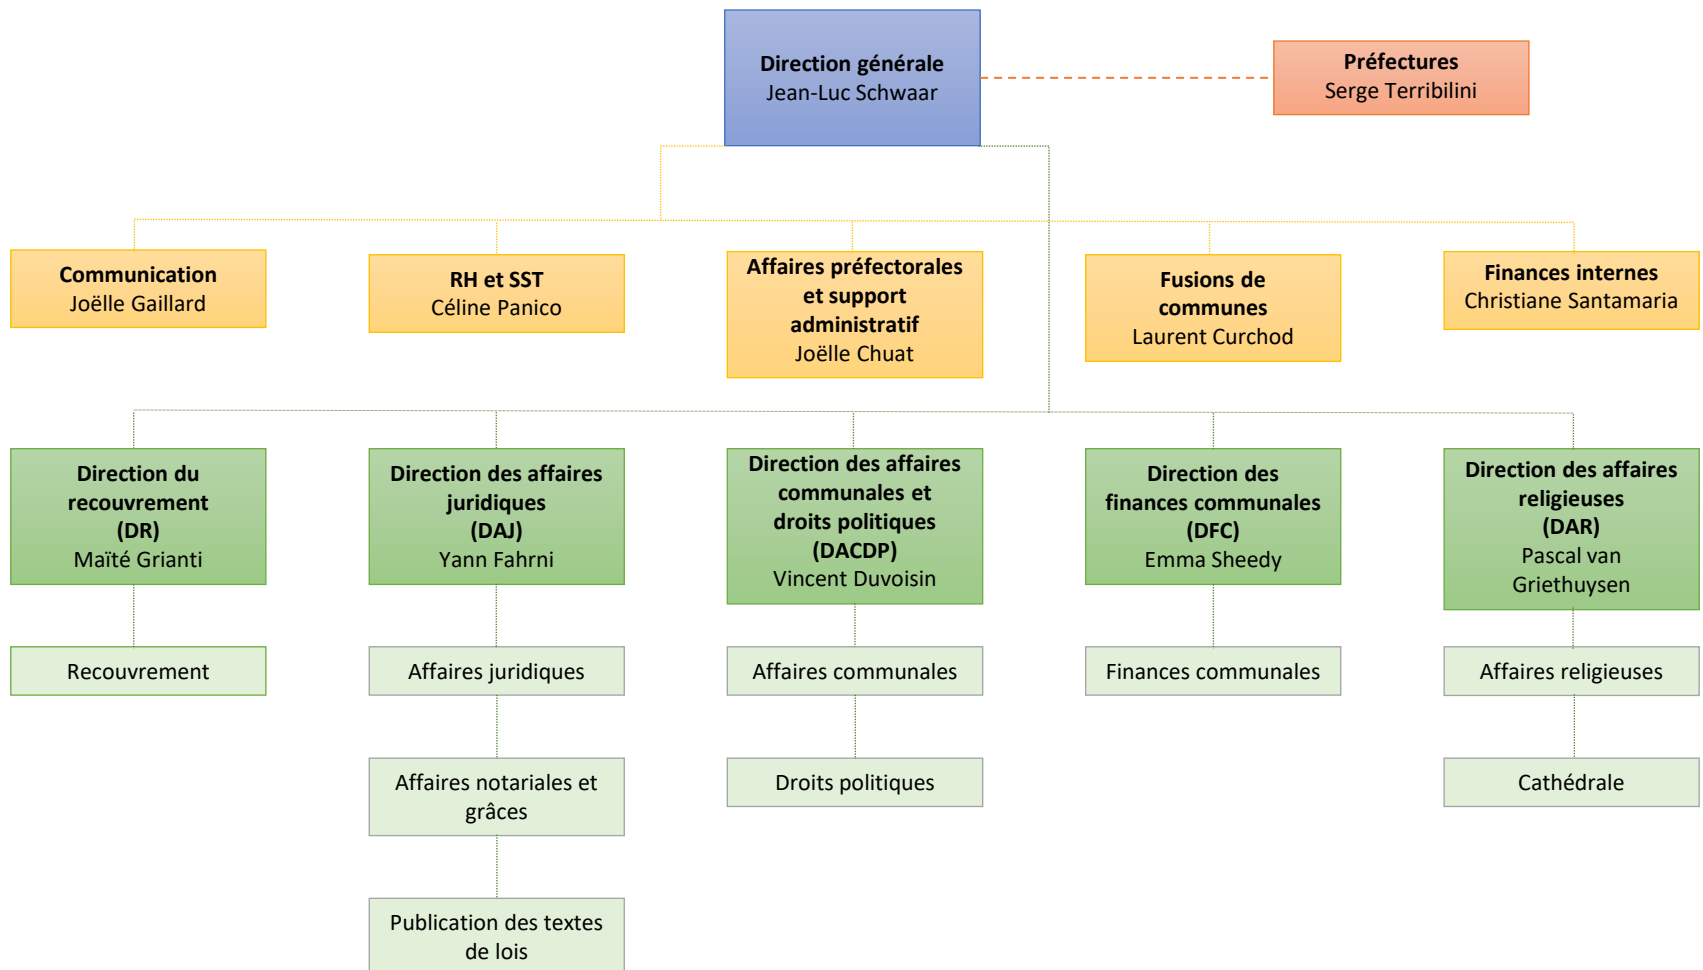 Direction générale
Jean-Luc Schwaar
Préfectures
Serge Terribilini
Communication
Joëlle Gaillard
RH et SST
Céline Panico
Affaires préfectorales
et support
administratif
Joëlle Chuat
Fusions de
communes
Laurent Curchod
Finances internes
Christiane Santamaria
Direction du
recouvrement
(DR)
Maïté Grianti
Direction des affaires
juridiques
(DAJ)
Yann Fahrni
Direction des affaires
communales et
droits politiques
(DACDP)
Vincent Duvoisin
Direction des
finances communales
(DFC)
Emma Sheedy
Direction des affaires
religieuses
(DAR)
Pascal van
Griethuysen
Recouvrement
Affaires juridiques
Affaires communales
Finances communales
Affaires religieuses
Affaires notariales et
grâces
Droits politiques
Cathédrale
Publication des textes
de lois